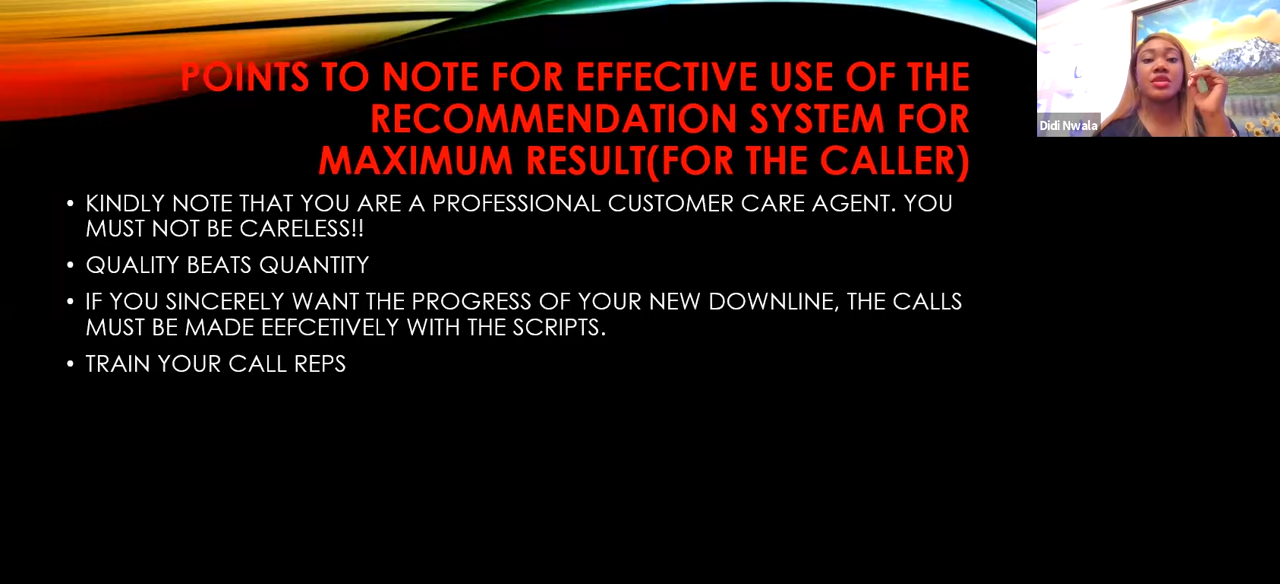 POINTS TO NOTE FOR EFFECTIVE USE OF THE
RECOMMENDATION SYSTEM FOR
MAXIMUM RESULT(FOR THE CALLER)
Didi Nwala
• KINDLY NOTE THAT YOU ARE A PROFESSIONAL CUSTOMER CARE AGENT. YOU
MUST NOT BE CARELESS!!
• QUALITY BEATS QUANTITY
• IF YOU SINCERELY WANT THE PROGRESS OF YOUR NEW DOWNLINE, THE CALLS
MUST BE MADE EEFCETIVELY WITH THE SCRIPTS.
• TRAIN YOUR CALL REPS